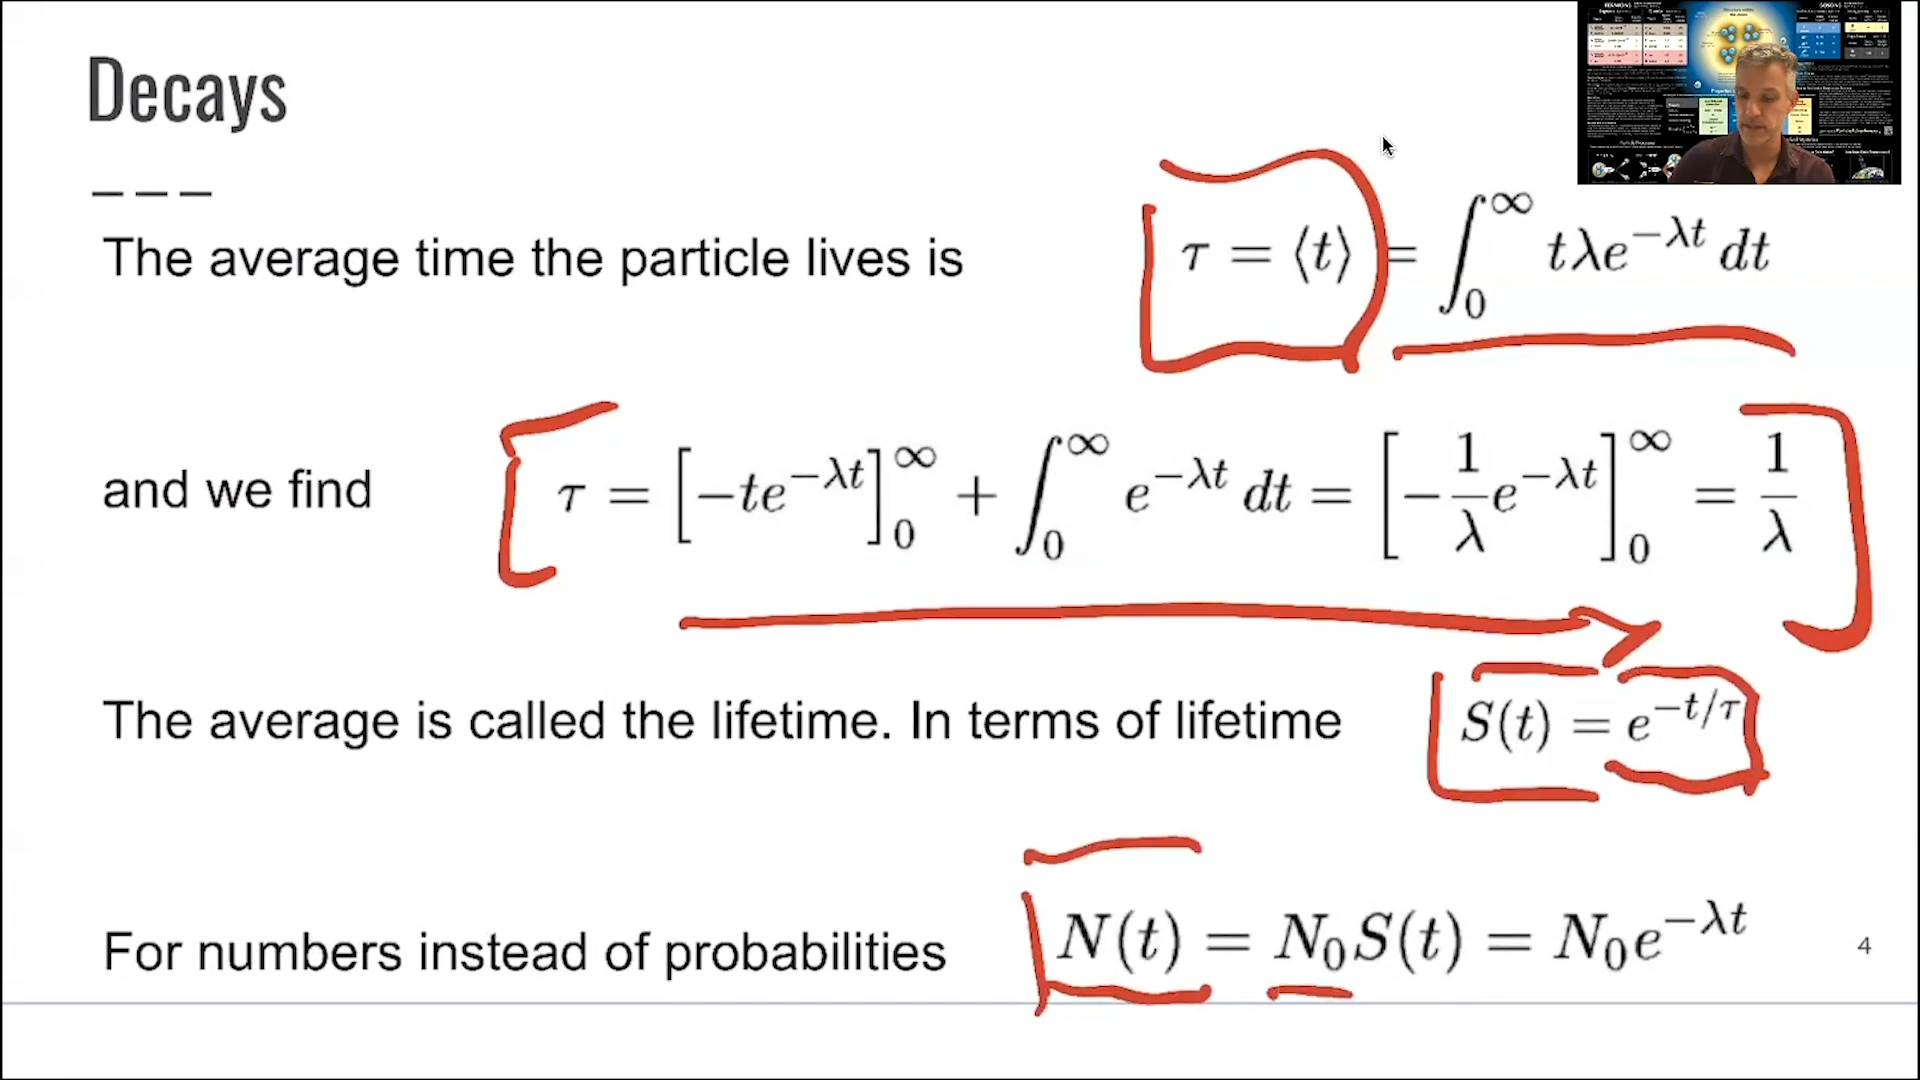 Decays
The average time the particle lives is τ = ⟨t⟩ = ∫₀^∞ tλe^{−λt} dt
and we find τ = [−te^{−λt}]₀^∞ + ∫₀^∞ e^{−λt} dt = [−(1/λ)e^{−λt}]₀^∞ = 1/λ
The average is called the lifetime. In terms of lifetime S(t) = e^{−t/τ}
For numbers instead of probabilities N(t) = N₀S(t) = N₀e^{−λt}
4